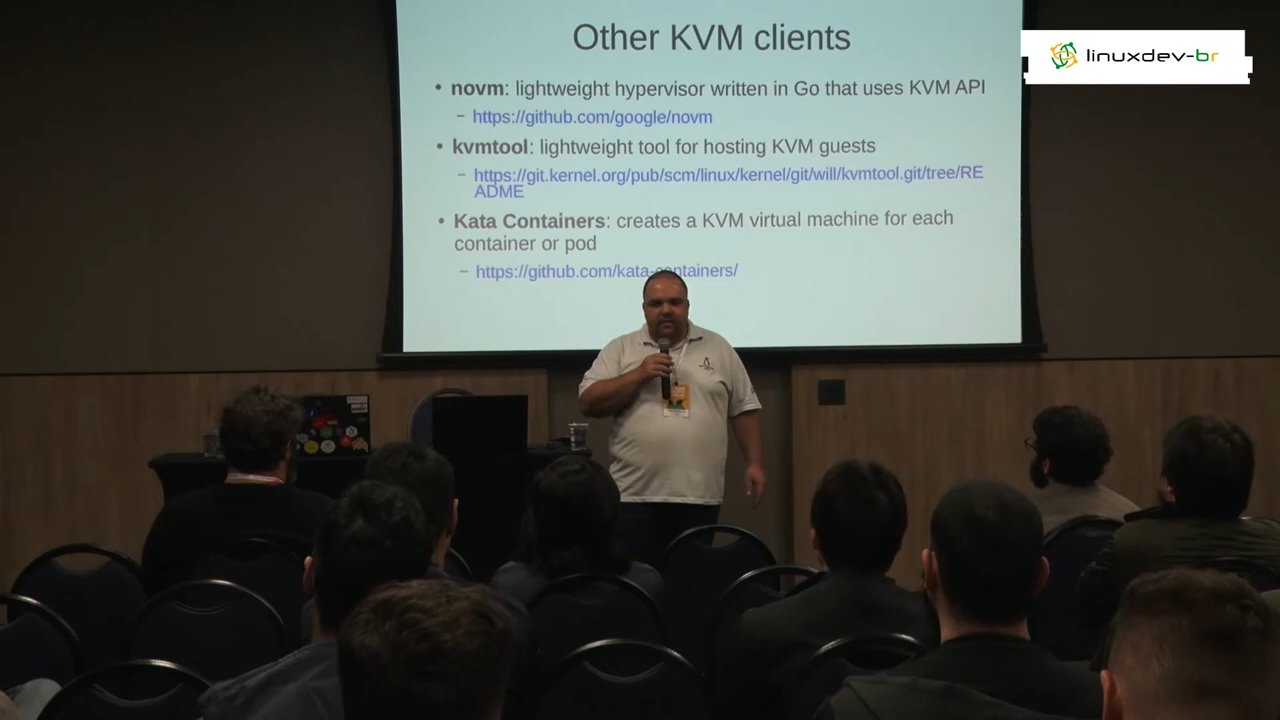 Other KVM clients
linuxdev-br
• novm: lightweight hypervisor written in Go that uses KVM API
– https://github.com/google/novm
• kvmtool: lightweight tool for hosting KVM guests
– https://git.kernel.org/pub/scm/linux/kernel/git/will/kvmtool.git/tree/RE
ADME
• Kata Containers: creates a KVM virtual machine for each
container or pod
– https://github.com/kata-containers/